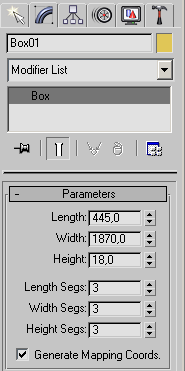 Box01
Modifier List
Box
- Parameters
Length: 445,0
Width: 1870,0
Height: 18,0
Length Segs: 3
Width Segs: 3
Height Segs: 3
Generate Mapping Coords.